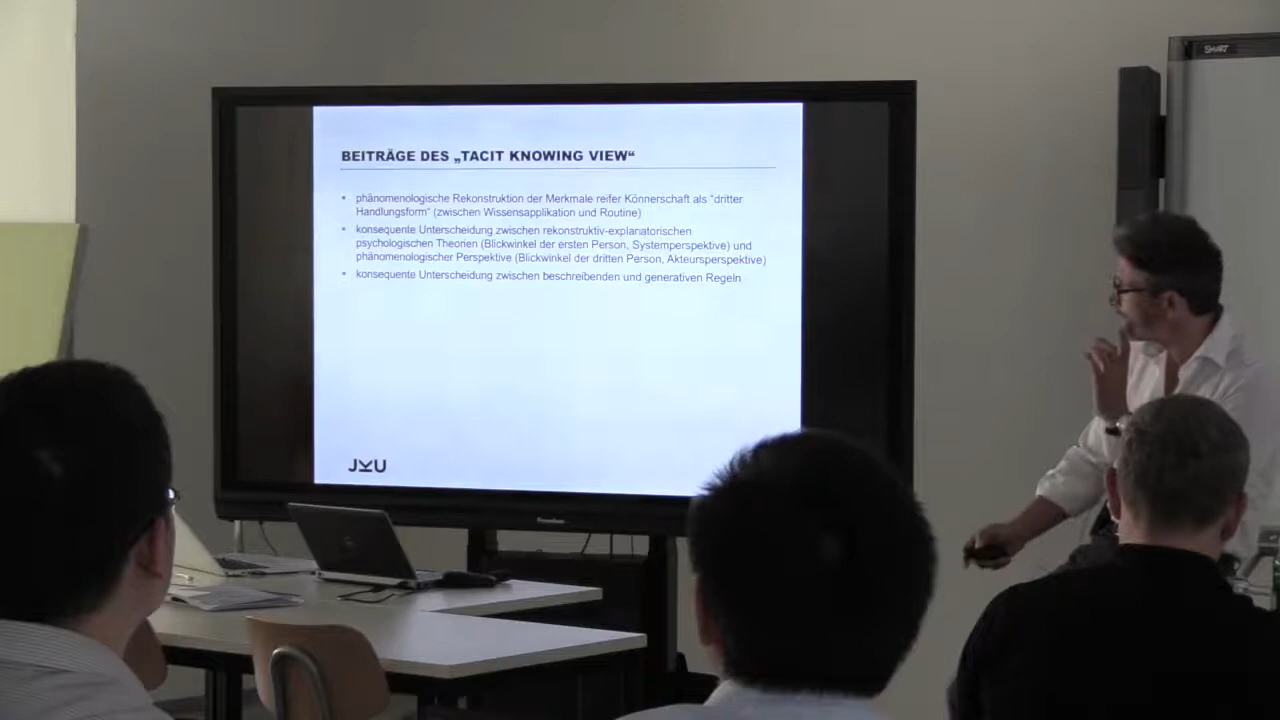 BEITRÄGE DES „TACIT KNOWING VIEW“
phänomenologische Rekonstruktion der Merkmale reifer Könnerschaft als "dritter
Handlungsform" (zwischen Wissensapplikation und Routine)
konsequente Unterscheidung zwischen rekonstruktiv-explanatorischen
psychologischen Theorien (Blickwinkel der ersten Person, Systemperspektive) und
phänomenologischer Perspektive (Blickwinkel der dritten Person, Akteursperspektive)
konsequente Unterscheidung zwischen beschreibenden und generativen Regeln
JKU
SMART